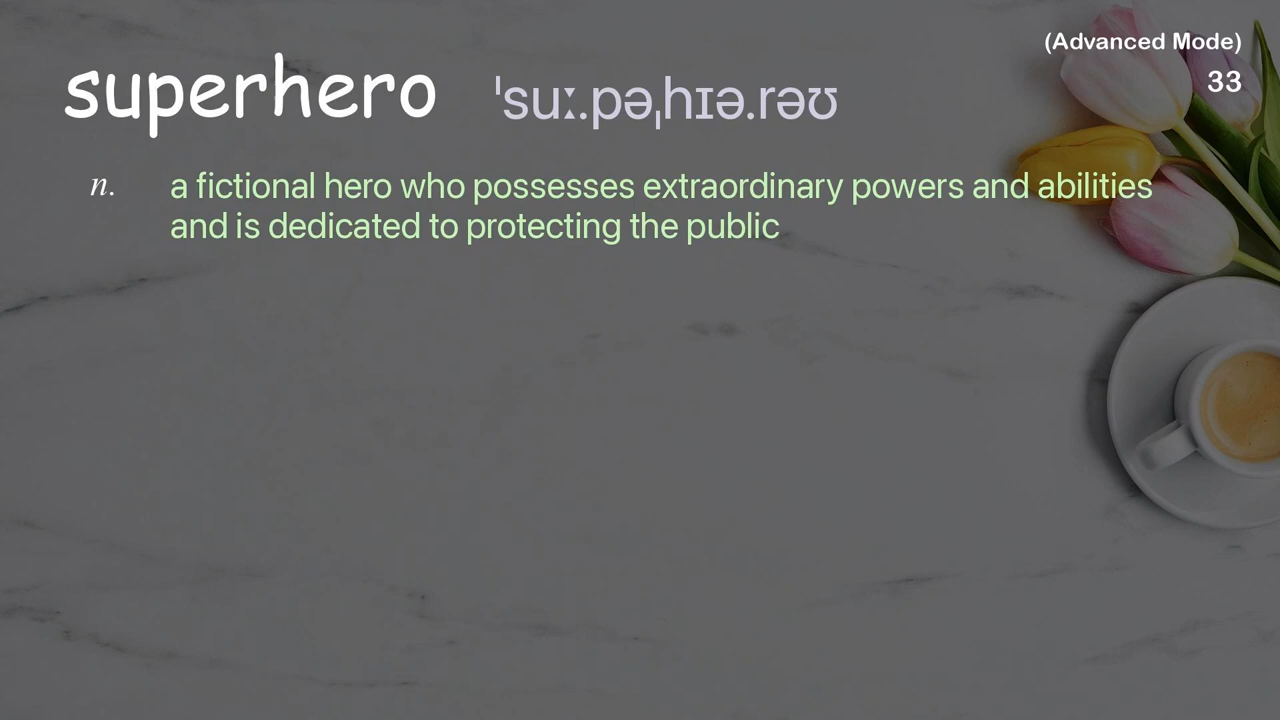 (Advanced Mode)
superhero ˈsuː.pəˌhɪə.rəʊ
33
n. a fictional hero who possesses extraordinary powers and abilities
and is dedicated to protecting the public